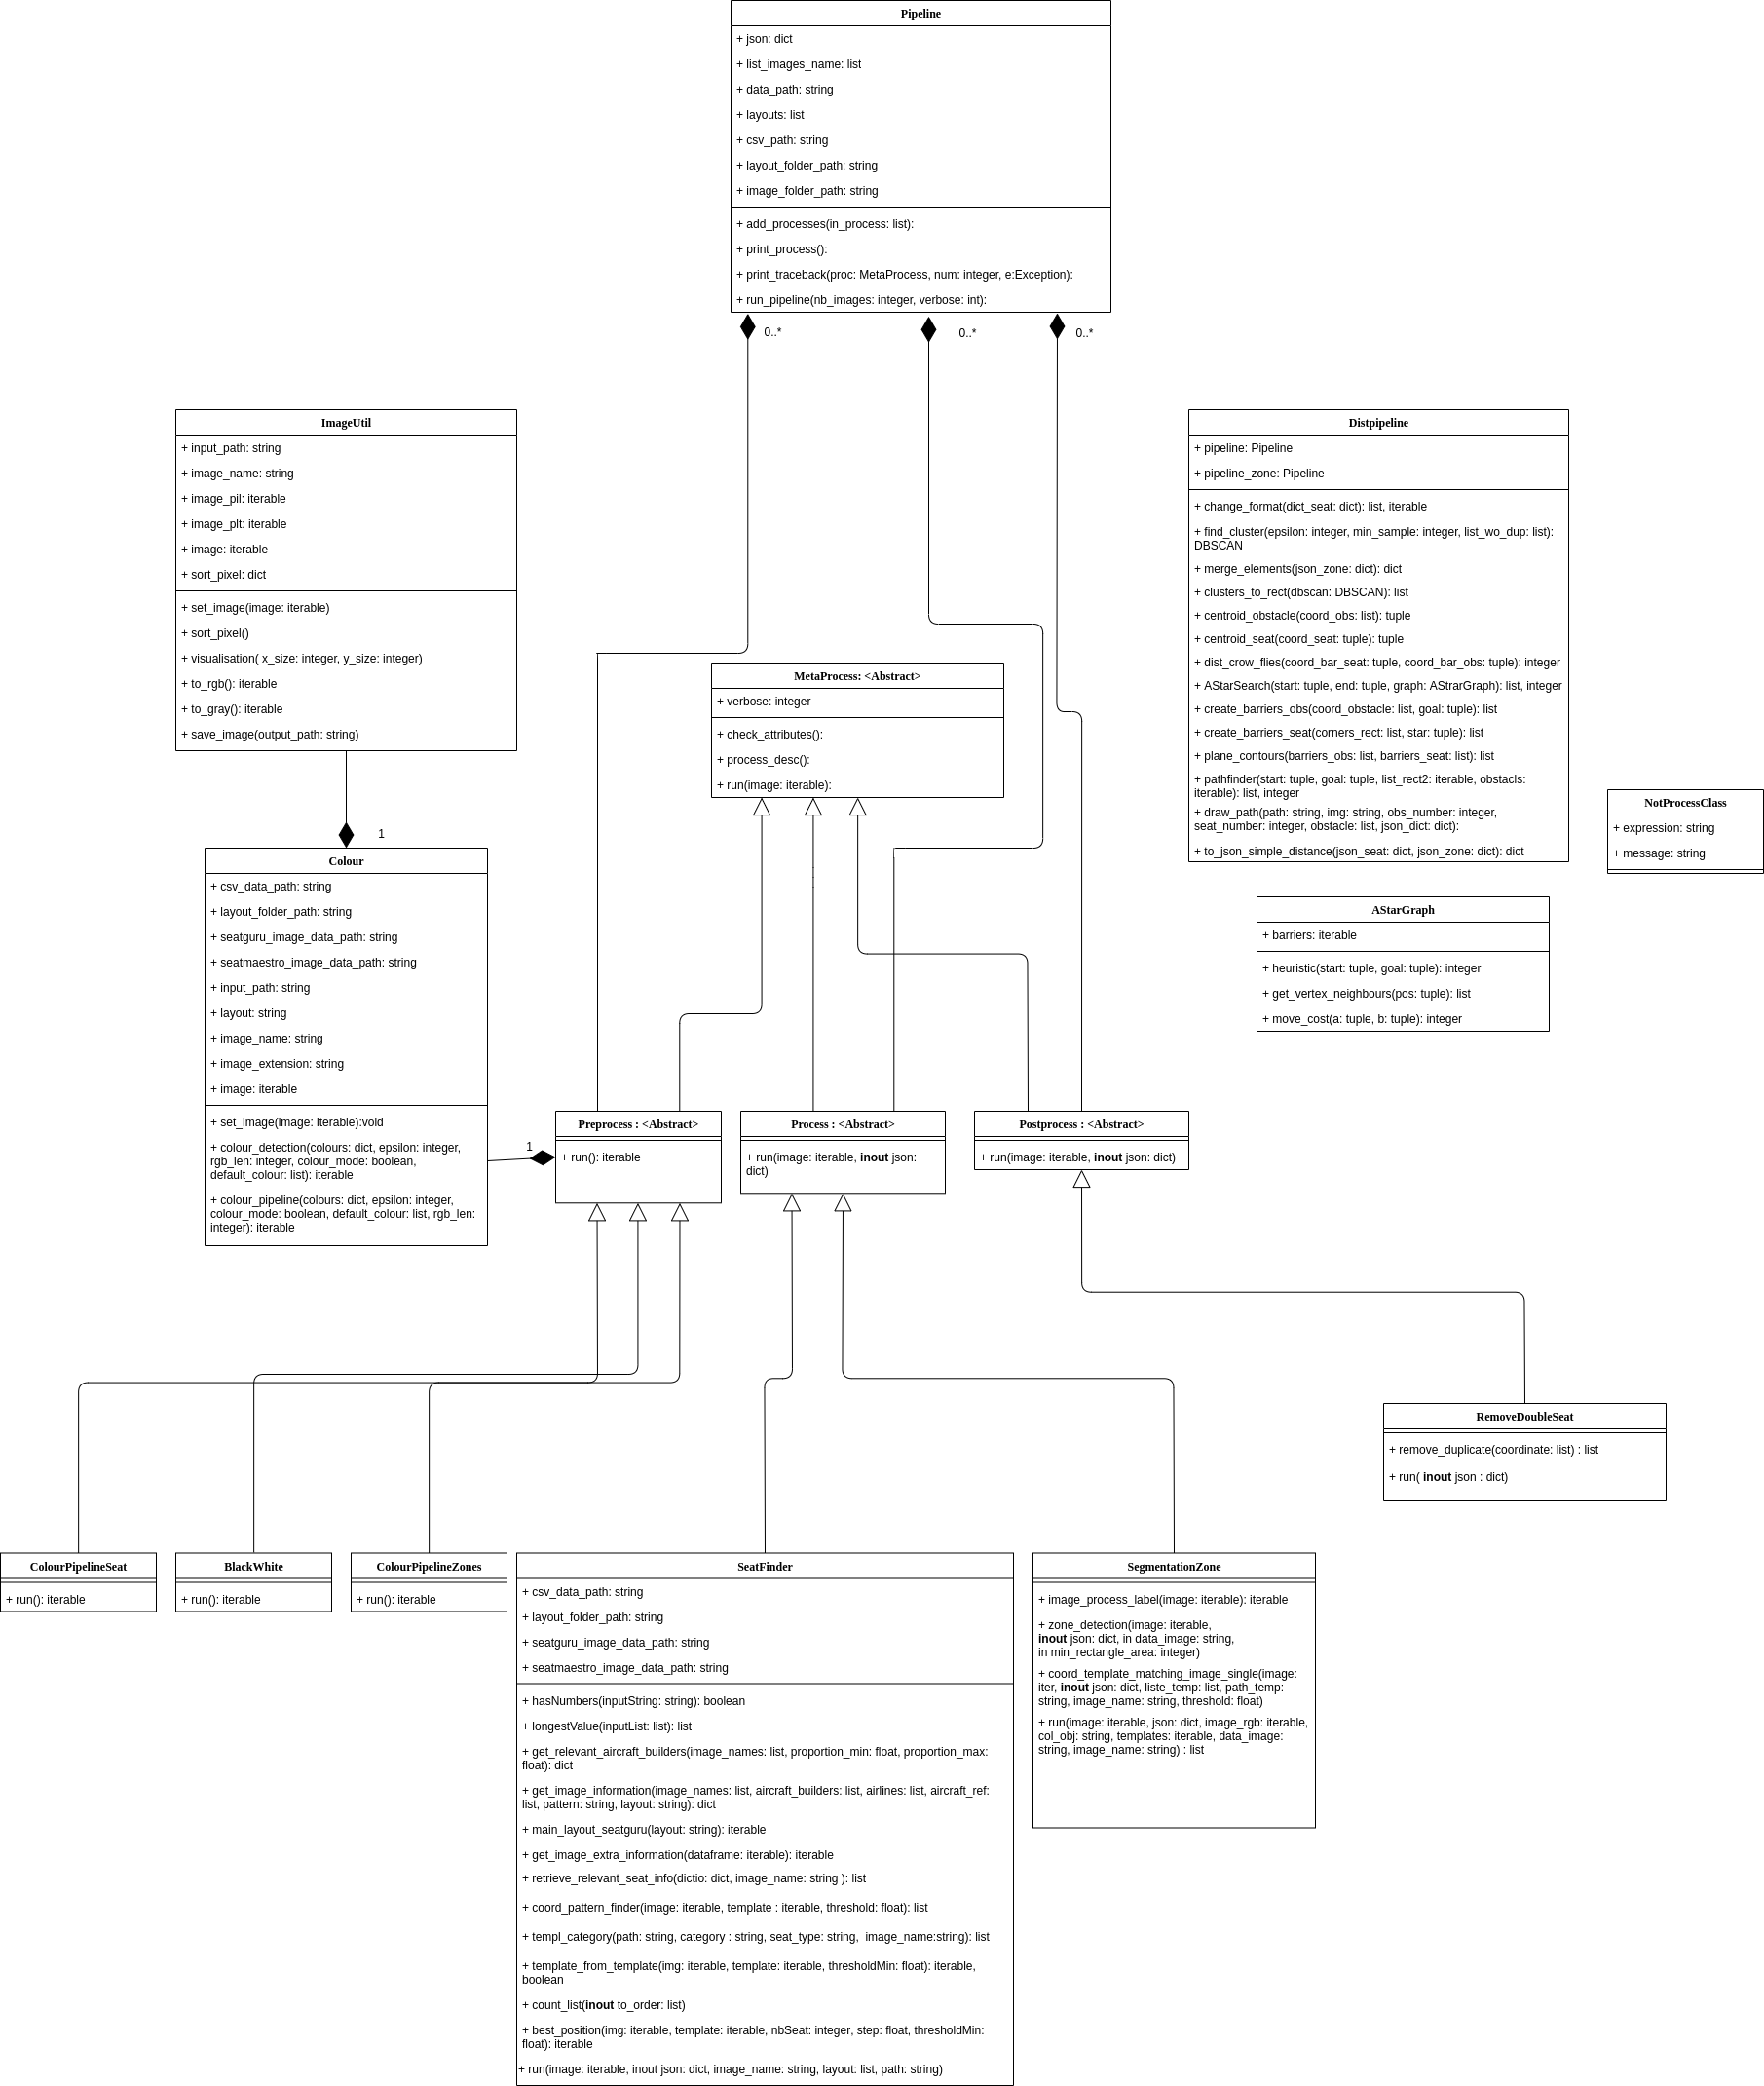 Pipeline
+ json: dict
+ list_images_name: list
+ data_path: string
+ layouts: list
+ csv_path: string
+ layout_folder_path: string
+ image_folder_path: string
+ add_processes(in_process: list):
+ print_process():
+ print_traceback(proc: MetaProcess, num: integer, e:Exception):
+ run_pipeline(nb_images: integer, verbose: int):
0..*
0..*
0..*
ImageUtil
+ input_path: string
+ image_name: string
+ image_pil: iterable
+ image_plt: iterable
+ image: iterable
+ sort_pixel: dict
+ set_image(image: iterable)
+ sort_pixel()
+ visualisation( x_size: integer, y_size: integer)
+ to_rgb(): iterable
+ to_gray(): iterable
+ save_image(output_path: string)
1
Distpipeline
+ pipeline: Pipeline
+ pipeline_zone: Pipeline
+ change_format(dict_seat: dict): list, iterable
+ find_cluster(epsilon: integer, min_sample: integer, list_wo_dup: list):
DBSCAN
+ merge_elements(json_zone: dict): dict
+ clusters_to_rect(dbscan: DBSCAN): list
+ centroid_obstacle(coord_obs: list): tuple
+ centroid_seat(coord_seat: tuple): tuple
+ dist_crow_flies(coord_bar_seat: tuple, coord_bar_obs: tuple): integer
+ AStarSearch(start: tuple, end: tuple, graph: AStrarGraph): list, integer
+ create_barriers_obs(coord_obstacle: list, goal: tuple): list
+ create_barriers_seat(corners_rect: list, star: tuple): list
+ plane_contours(barriers_obs: list, barriers_seat: list): list
+ pathfinder(start: tuple, goal: tuple, list_rect2: iterable, obstacls:
iterable): list, integer
+ draw_path(path: string, img: string, obs_number: integer,
seat_number: integer, obstacle: list, json_dict: dict):
+ to_json_simple_distance(json_seat: dict, json_zone: dict): dict
MetaProcess: <Abstract>
+ verbose: integer
+ check_attributes():
+ process_desc():
+ run(image: iterable):
NotProcessClass
+ expression: string
+ message: string
AStarGraph
+ barriers: iterable
+ heuristic(start: tuple, goal: tuple): integer
+ get_vertex_neighbours(pos: tuple): list
+ move_cost(a: tuple, b: tuple): integer
Colour
+ csv_data_path: string
+ layout_folder_path: string
+ seatguru_image_data_path: string
+ seatmaestro_image_data_path: string
+ input_path: string
+ layout: string
+ image_name: string
+ image_extension: string
+ image: iterable
+ set_image(image: iterable):void
+ colour_detection(colours: dict, epsilon: integer,
rgb_len: integer, colour_mode: boolean,
default_colour: list): iterable
+ colour_pipeline(colours: dict, epsilon: integer,
colour_mode: boolean, default_colour: list, rgb_len:
integer): iterable
1
Preprocess : <Abstract>
+ run(): iterable
Process : <Abstract>
+ run(image: iterable, inout json:
dict)
Postprocess : <Abstract>
+ run(image: iterable, inout json: dict)
RemoveDoubleSeat
+ remove_duplicate(coordinate: list) : list
+ run( inout json : dict)
ColourPipelineSeat
+ run(): iterable
BlackWhite
+ run(): iterable
ColourPipelineZones
+ run(): iterable
SeatFinder
+ csv_data_path: string
+ layout_folder_path: string
+ seatguru_image_data_path: string
+ seatmaestro_image_data_path: string
+ hasNumbers(inputString: string): boolean
+ longestValue(inputList: list): list
+ get_relevant_aircraft_builders(image_names: list, proportion_min: float, proportion_max:
float): dict
+ get_image_information(image_names: list, aircraft_builders: list, airlines: list, aircraft_ref:
list, pattern: string, layout: string): dict
+ main_layout_seatguru(layout: string): iterable
+ get_image_extra_information(dataframe: iterable): iterable
+ retrieve_relevant_seat_info(dictio: dict, image_name: string ): list
+ coord_pattern_finder(image: iterable, template : iterable, threshold: float): list
+ templ_category(path: string, category : string, seat_type: string,  image_name:string): list
+ template_from_template(img: iterable, template: iterable, thresholdMin: float): iterable,
boolean
+ count_list(inout to_order: list)
+ best_position(img: iterable, template: iterable, nbSeat: integer, step: float, thresholdMin:
float): iterable
+ run(image: iterable, inout json: dict, image_name: string, layout: list, path: string)
SegmentationZone
+ image_process_label(image: iterable): iterable
+ zone_detection(image: iterable,
inout json: dict, in data_image: string,
in min_rectangle_area: integer)
+ coord_template_matching_image_single(image:
iter, inout json: dict, liste_temp: list, path_temp:
string, image_name: string, threshold: float)
+ run(image: iterable, json: dict, image_rgb: iterable,
col_obj: string, templates: iterable, data_image:
string, image_name: string) : list